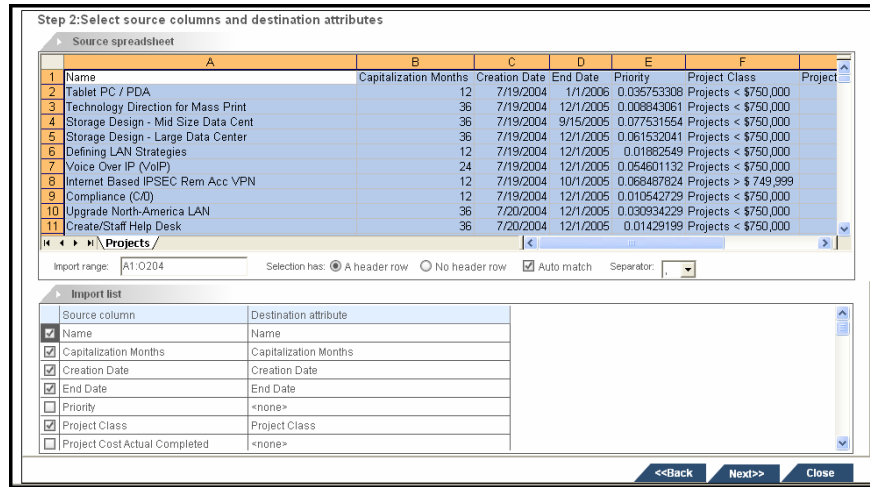 Step 2:Select source columns and destination attributes
Source spreadsheet
A B C D E F
1 Name Capitalization Months Creation Date End Date Priority Project Class Project
2 Tablet PC / PDA 12 7/19/2004 1/1/2006 0.035753308 Projects < $750,000
3 Technology Direction for Mass Print 36 7/19/2004 12/1/2005 0.008843061 Projects < $750,000
4 Storage Design - Mid Size Data Cent 36 7/19/2004 9/15/2005 0.077531554 Projects < $750,000
5 Storage Design - Large Data Center 36 7/19/2004 12/1/2005 0.061532041 Projects < $750,000
6 Defining LAN Strategies 12 7/19/2004 12/1/2005 0.01882549 Projects < $750,000
7 Voice Over IP (VoIP) 24 7/19/2004 12/1/2005 0.054601132 Projects < $750,000
8 Internet Based IPSEC Rem Acc VPN 12 7/19/2004 10/1/2005 0.068487824 Projects > $ 749,999
9 Compliance (C/0) 12 7/19/2004 12/1/2005 0.010542729 Projects < $750,000
10 Upgrade North-America LAN 36 7/20/2004 12/1/2005 0.030934229 Projects < $750,000
11 Create/Staff Help Desk 36 7/20/2004 12/1/2005 0.01429199 Projects < $750,000
Projects
Import range: A1:O204 Selection has: A header row No header row Auto match Separator: ,
Import list
Source column Destination attribute
Name Name
Capitalization Months Capitalization Months
Creation Date Creation Date
End Date End Date
Priority <none>
Project Class Project Class
Project Cost Actual Completed <none>
<<Back Next>> Close